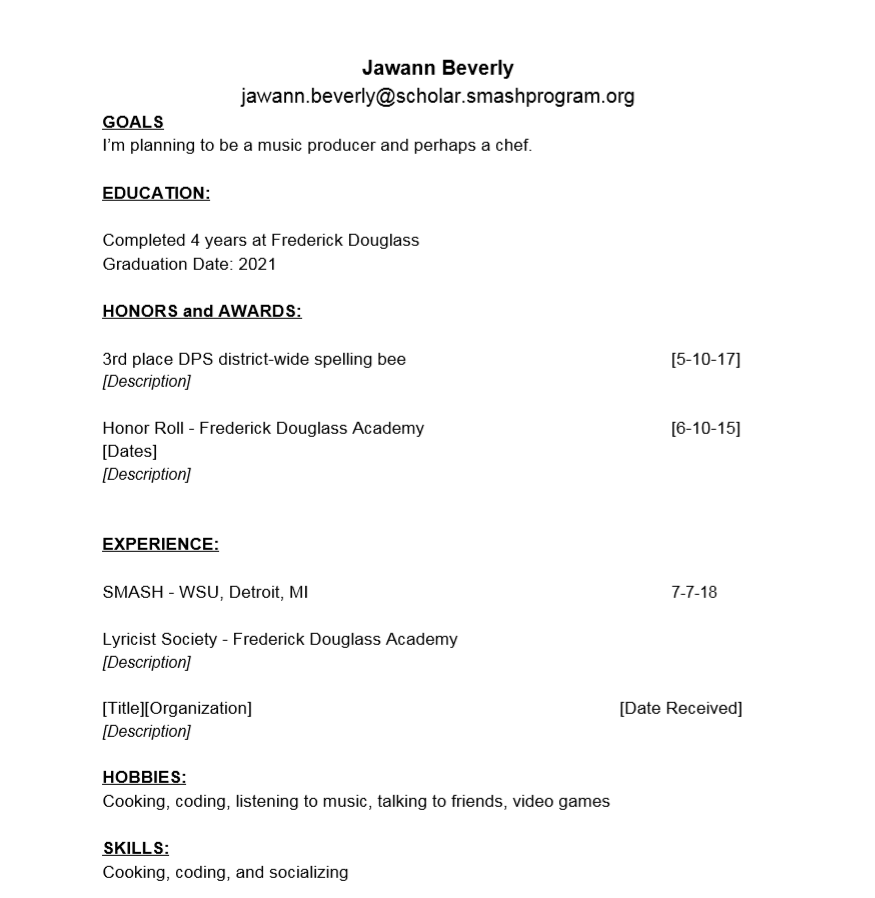 Jawann Beverly
jawann.beverly@scholar.smashprogram.org
GOALS
I'm planning to be a music producer and perhaps a chef.
EDUCATION:
Completed 4 years at Frederick Douglass
Graduation Date: 2021
HONORS and AWARDS:
3rd place DPS district-wide spelling bee [5-10-17]
[Description]
Honor Roll - Frederick Douglass Academy [6-10-15]
[Dates]
[Description]
EXPERIENCE:
SMASH - WSU, Detroit, MI 7-7-18
Lyricist Society - Frederick Douglass Academy
[Description]
[Title][Organization] [Date Received]
[Description]
HOBBIES:
Cooking, coding, listening to music, talking to friends, video games
SKILLS:
Cooking, coding, and socializing